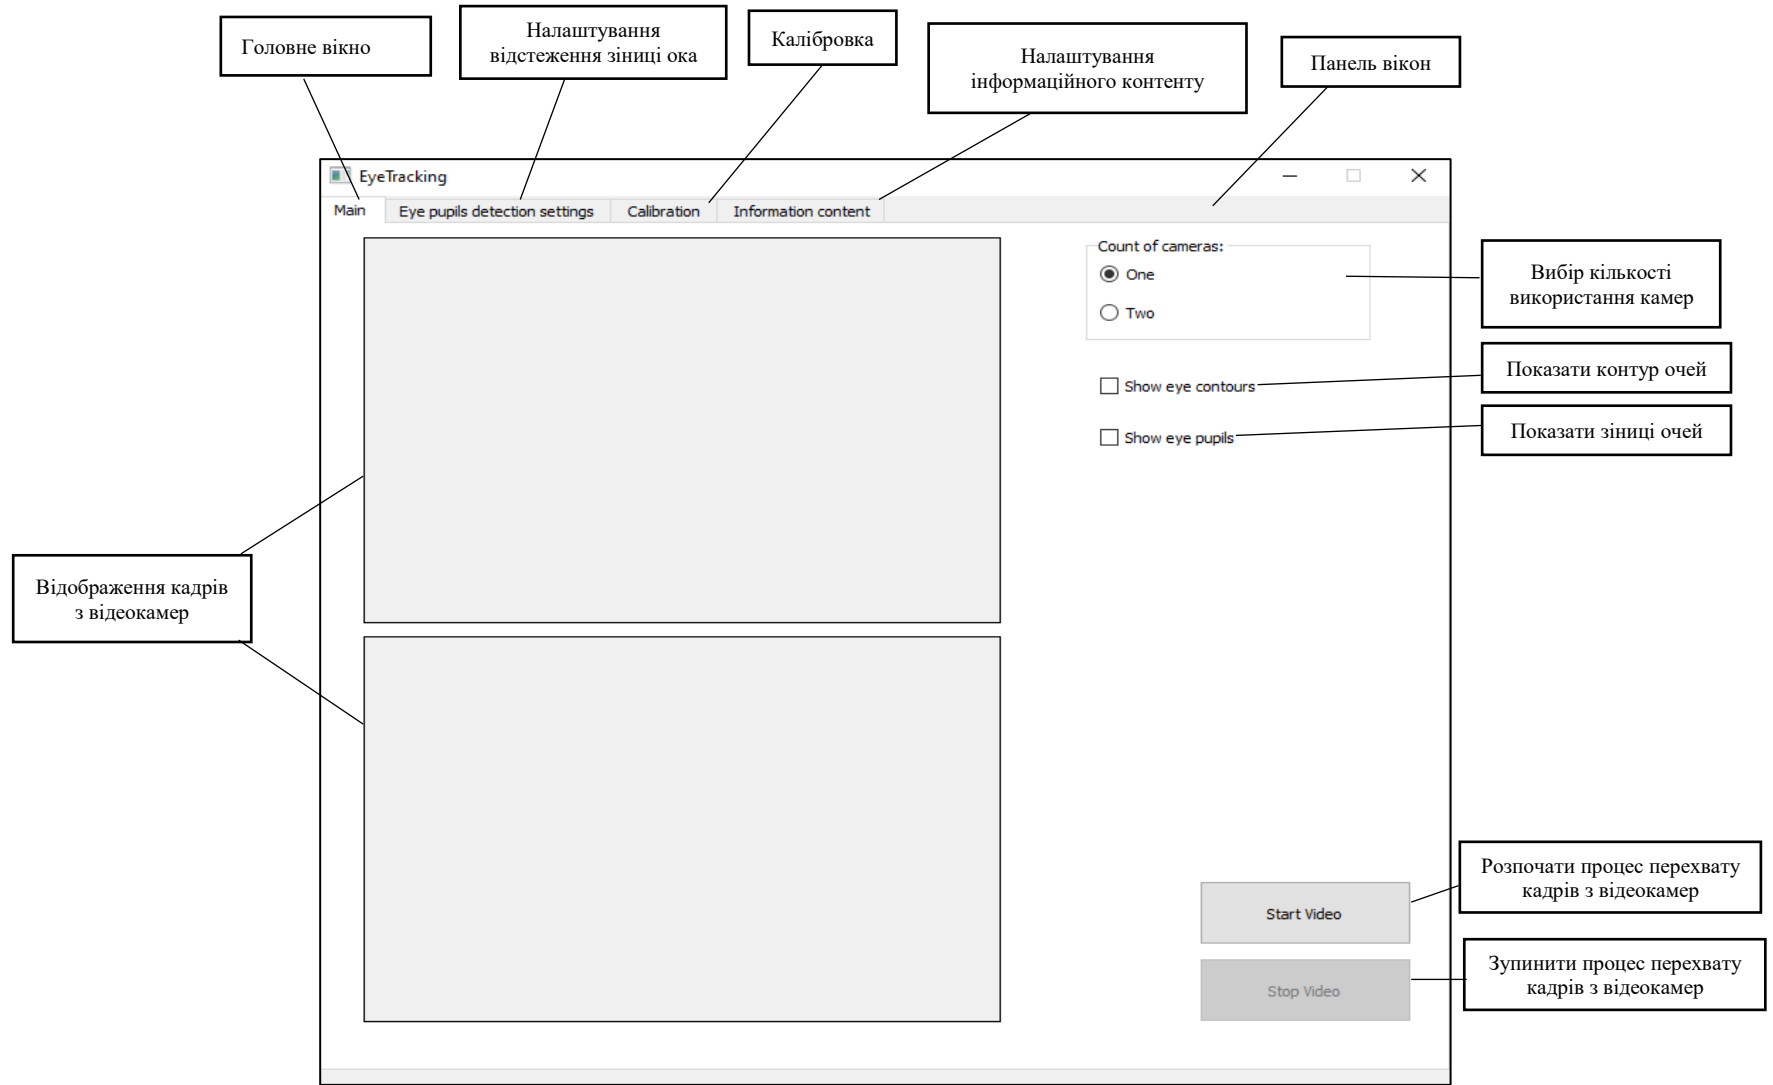 Головне вікно
Налаштування
відстеження зіниці ока
Калібровка
Налаштування
інформаційного контенту
Панель вікон
EyeTracking
Main
Eye pupils detection settings
Calibration
Information content
Count of cameras:
One
Two
Вибір кількості
використання камер
Show eye contours
Показати контур очей
Show eye pupils
Показати зіниці очей
Відображення кадрів
з відеокамер
Start Video
Розпочати процес перехвату
кадрів з відеокамер
Stop Video
Зупинити процес перехвату
кадрів з відеокамер